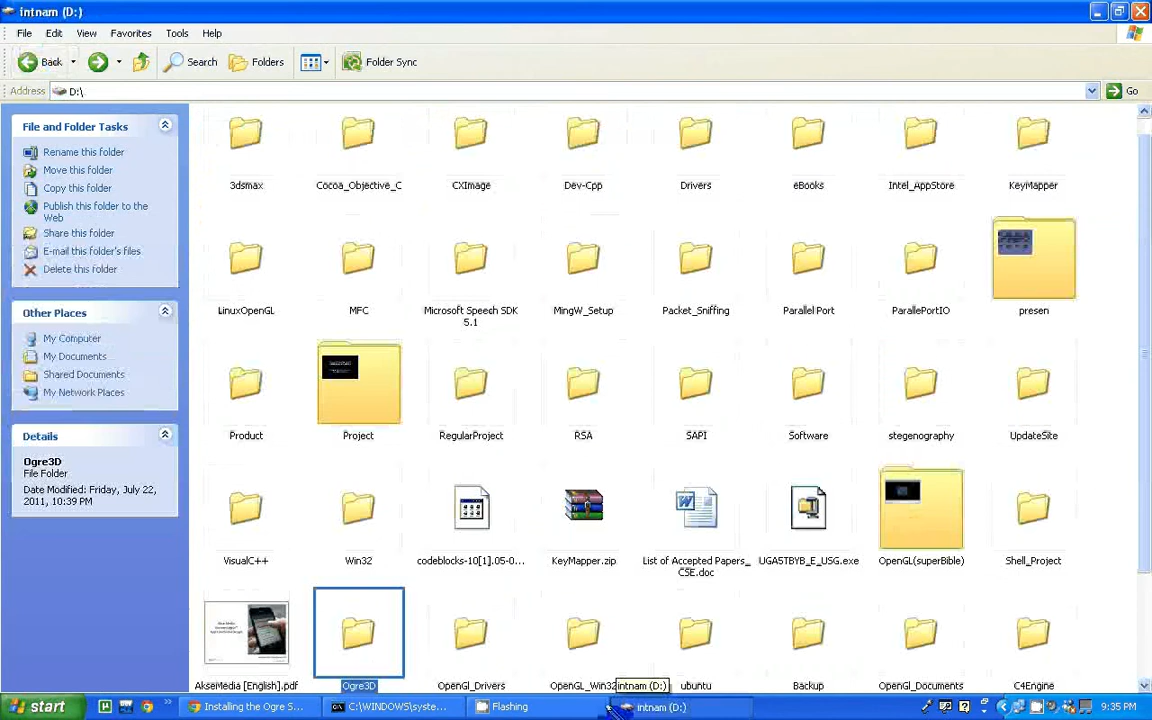 intnam (D:)
File Edit View Favorites Tools Help
Back Search Folders Folder Sync
Address D:\ Go
File and Folder Tasks
Rename this folder
Move this folder
Copy this folder
Publish this folder to the
Web
Share this folder
E-mail this folder's files
Delete this folder
Other Places
My Computer
My Documents
Shared Documents
My Network Places
Details
Ogre3D
File Folder
Date Modified: Friday, July 22,
2011, 10:39 PM
3dsmax Cocoa_Objective_C CXImage Dev-Cpp Drivers eBooks Intel_AppStore KeyMapper
LinuxOpenGL MFC Microsoft Speech SDK 5.1 MingW_Setup Packet_Sniffing Parallel Port ParallePortIO presen
Product Project RegularProject RSA SAPI Software stegenography UpdateSite
VisualC++ Win32 codeblocks-10[1].05-0... KeyMapper.zip List of Accepted Papers_CSE.doc UGA5TBYB_E_USG.exe OpenGL(superBible) Shell_Project
AkseMedia [English].pdf Ogre3D OpenGl_Drivers OpenGL_Win32 intnam (D:) ubuntu Backup OpenGl_Documents C4Engine
start Installing the Ogre S... C:\WINDOWS\syste... Flashing intnam (D:) 9:35 PM